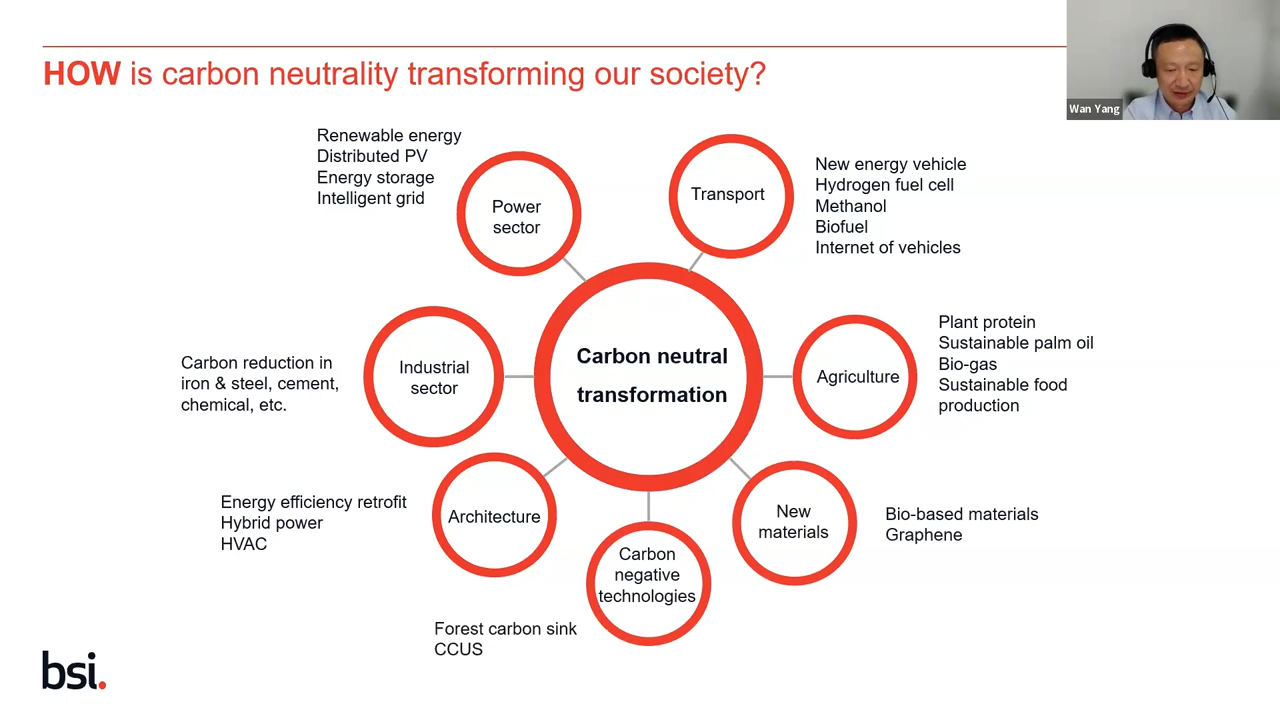 HOW is carbon neutrality transforming our society?
Wan Yang
Renewable energy
Distributed PV
Energy storage
Intelligent grid
Power
sector
Transport
New energy vehicle
Hydrogen fuel cell
Methanol
Biofuel
Internet of vehicles
Carbon reduction in
iron & steel, cement,
chemical, etc.
Industrial
sector
Carbon neutral
transformation
Agriculture
Plant protein
Sustainable palm oil
Bio-gas
Sustainable food
production
Energy efficiency retrofit
Hybrid power
HVAC
Architecture
Carbon
negative
technologies
New
materials
Bio-based materials
Graphene
Forest carbon sink
CCUS
bsi.